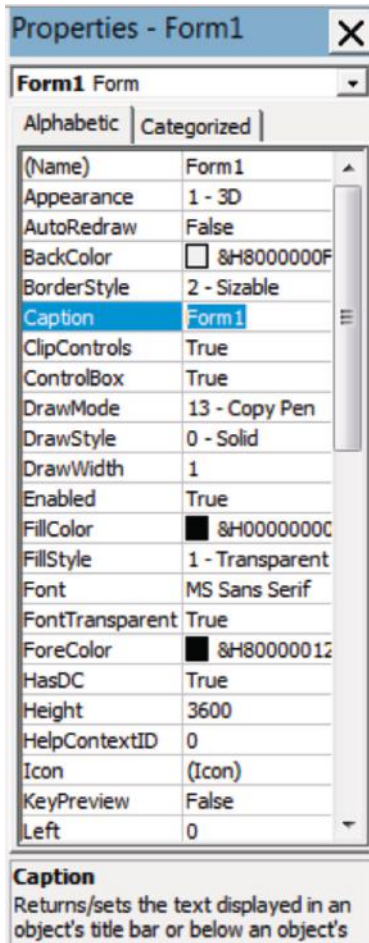 Properties - Form1
Form1 Form
Alphabetic Categorized
(Name) Form1
Appearance 1 - 3D
AutoRedraw False
BackColor &H8000000F
BorderStyle 2 - Sizable
Caption Form1
ClipControls True
ControlBox True
DrawMode 13 - Copy Pen
DrawStyle 0 - Solid
DrawWidth 1
Enabled True
FillColor &H00000000
FillStyle 1 - Transparent
Font MS Sans Serif
FontTransparent True
ForeColor &H80000012
HasDC True
Height 3600
HelpContextID 0
Icon (Icon)
KeyPreview False
Left 0
Caption
Returns/sets the text displayed in an
object's title bar or below an object's